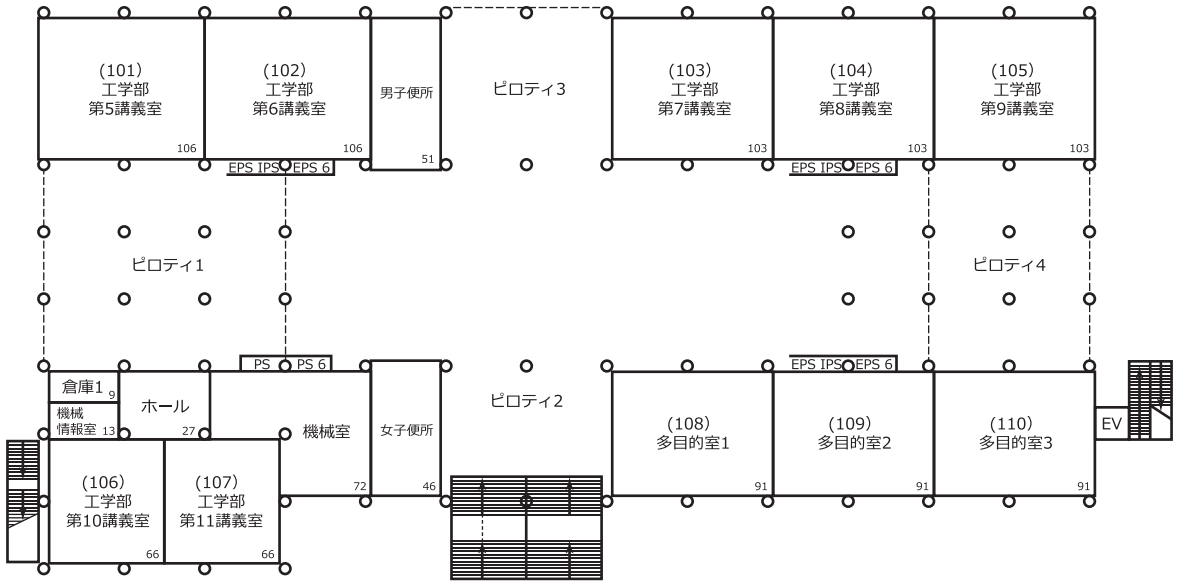 (101)
工学部
第5講義室
106
(102)
工学部
第6講義室
106
男子便所
51
ピロティ3
(103)
工学部
第7講義室
103
(104)
工学部
第8講義室
103
(105)
工学部
第9講義室
103
EPS IPS EPS 6
EPS IPS EPS 6
ピロティ1
ピロティ4
PS PS 6
EPS IPS EPS 6
倉庫1
9
機械
情報室
13
ホール
27
機械室
72
女子便所
46
ピロティ2
(108)
多目的室1
91
(109)
多目的室2
91
(110)
多目的室3
91
EV
(106)
工学部
第10講義室
66
(107)
工学部
第11講義室
66